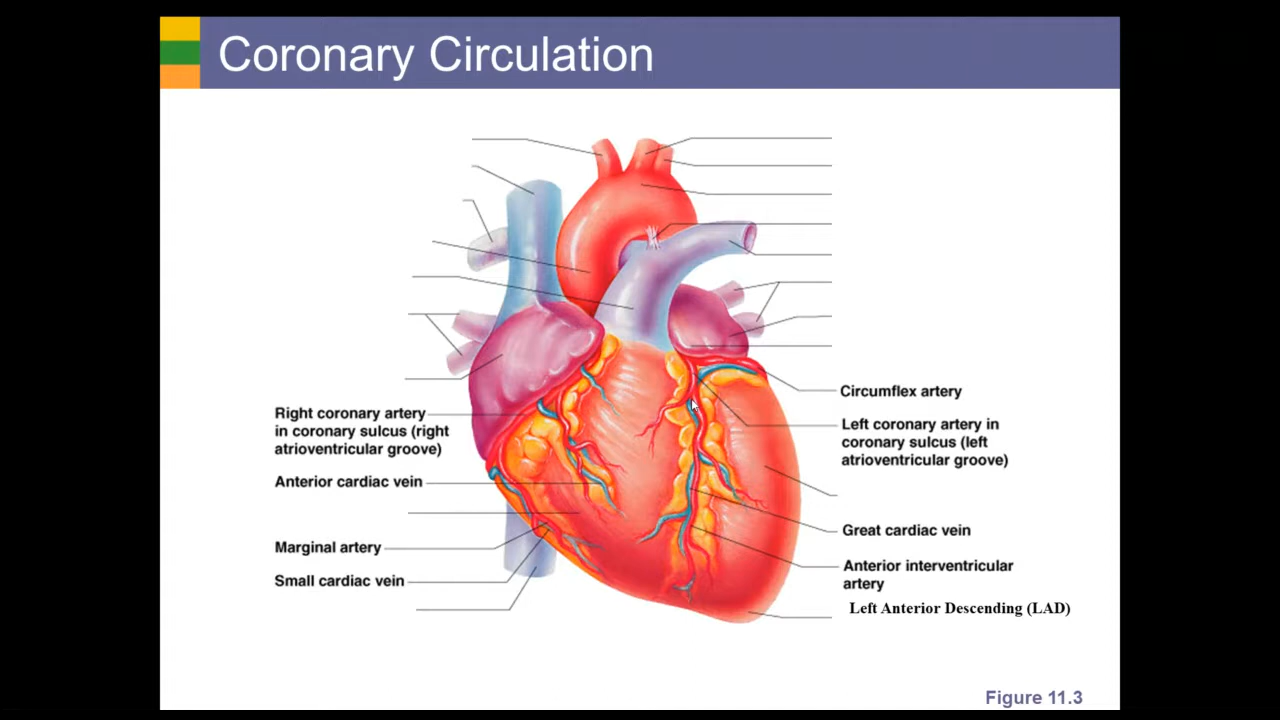 Coronary Circulation
Right coronary artery
in coronary sulcus (right
atrioventricular groove)
Anterior cardiac vein
Marginal artery
Small cardiac vein
Circumflex artery
Left coronary artery in
coronary sulcus (left
atrioventricular groove)
Great cardiac vein
Anterior interventricular
artery
Left Anterior Descending (LAD)
Figure 11.3